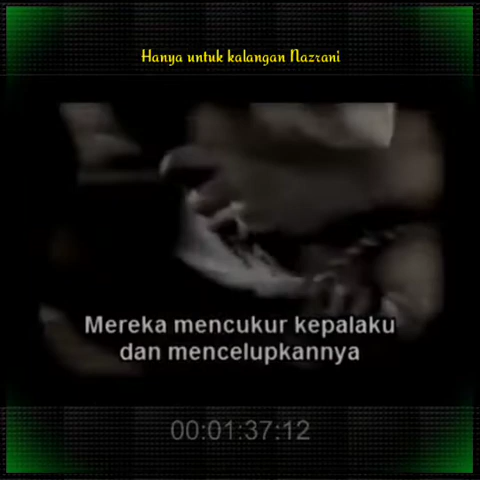 Hanya untuk kalangan Nazrani
Mereka mencukur kepalaku
dan mencelupkannya
00:01:37:12